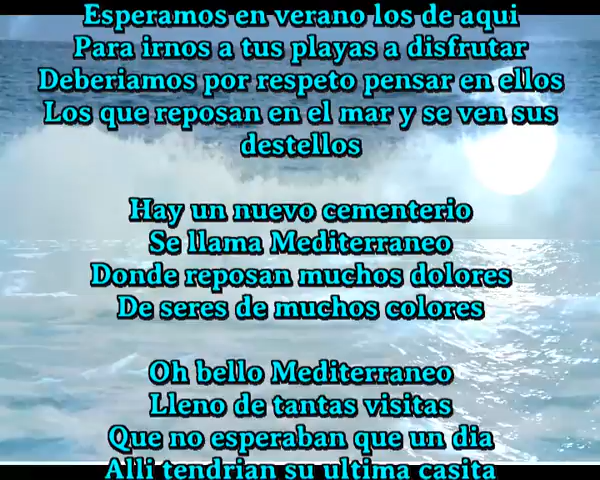 Esperamos en verano los de aqui
Para irnos a tus playas a disfrutar
Deberiamos por respeto pensar en ellos
Los que reposan en el mar y se ven sus
destellos
Hay un nuevo cementerio
Se llama Mediterraneo
Donde reposan muchos dolores
De seres de muchos colores
Oh bello Mediterraneo
Lleno de tantas visitas
Que no esperaban que un dia
Alli tendrian su ultima casita